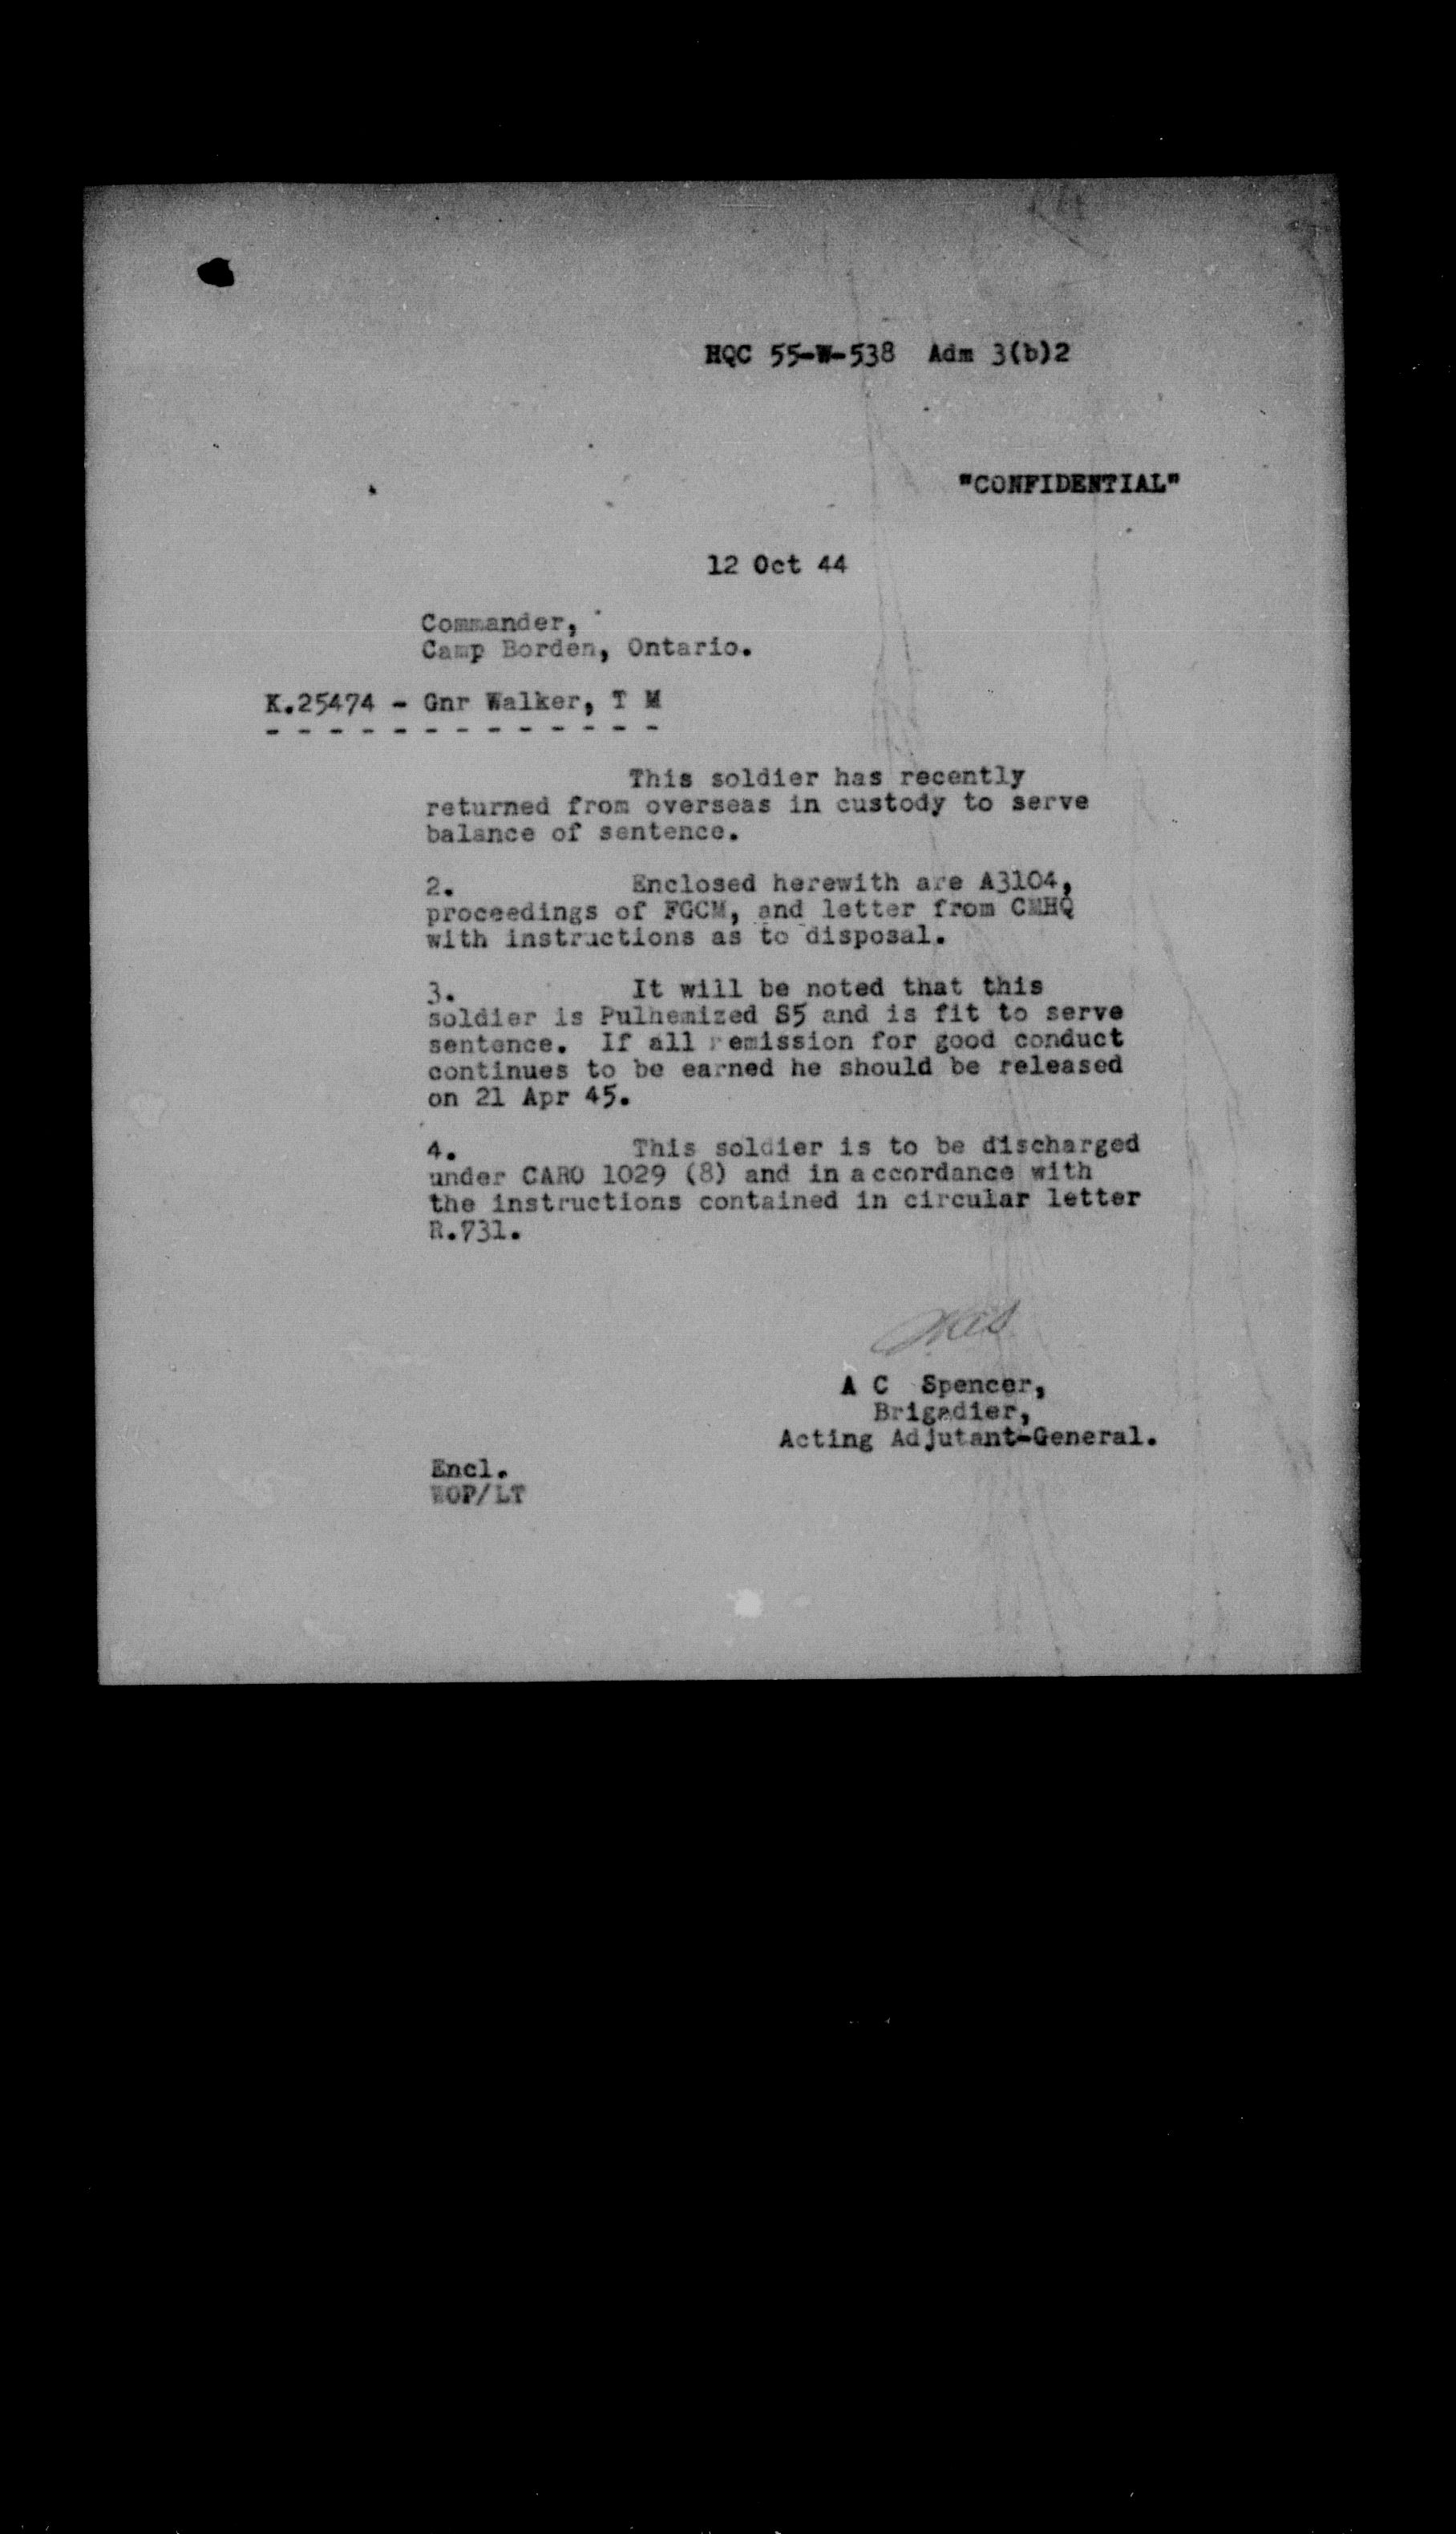 HQC 55-W-538 Adm 3(b)2
"CONFIDENTIAL"
12 Oct 44
Commander,
Camp Borden, Ontario.
K.25474 - Gnr Walker, T M
- - - - - - - - - - - - -
This soldier has recently
returned from overseas in custody to serve
balance of sentence.
2. Enclosed herewith are A3104,
proceedings of FGCM, and letter from CMHQ
with instructions as to disposal.
3. It will be noted that this
soldier is Pulhemized S5 and is fit to serve
sentence. If all remission for good conduct
continues to be earned he should be released
on 21 Apr 45.
4. This soldier is to be discharged
under CARO 1029 (8) and in accordance with
the instructions contained in circular letter
R.731.
A C Spencer,
Brigadier,
Acting Adjutant-General.
Encl.
WOP/LT